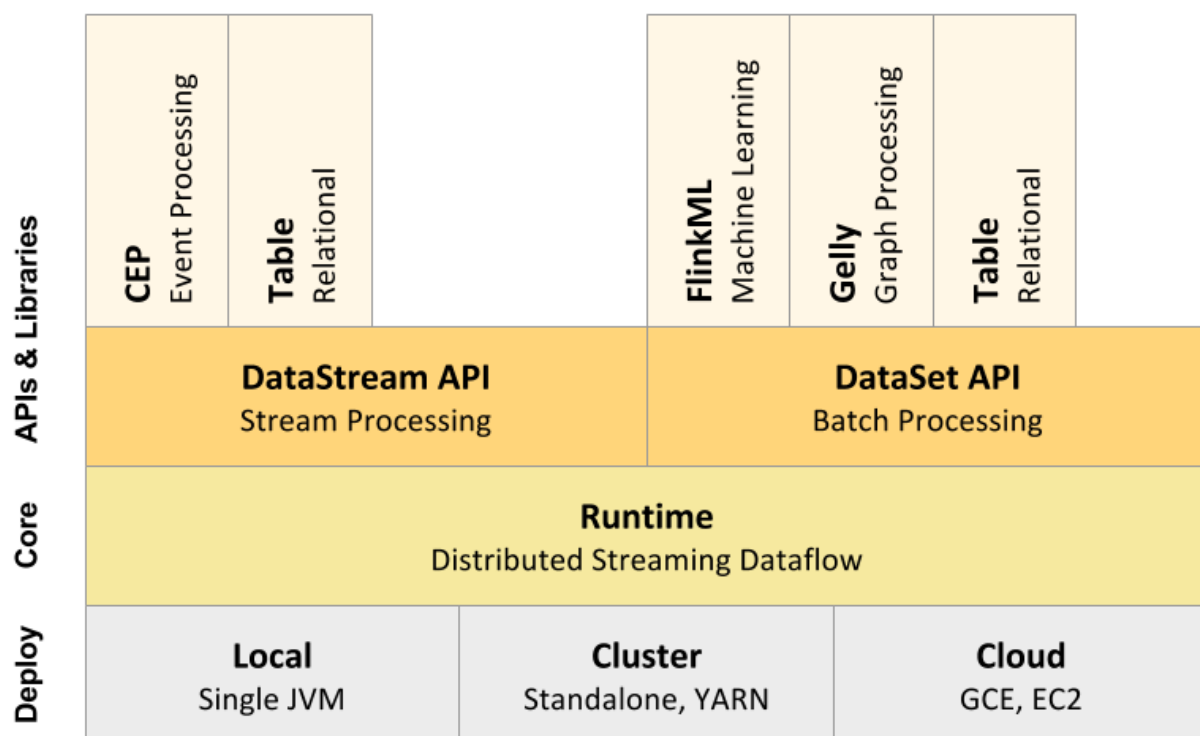 APIs & Libraries
CEP
Event Processing
Table
Relational
FlinkML
Machine Learning
Gelly
Graph Processing
Table
Relational
DataStream API
Stream Processing
DataSet API
Batch Processing
Core
Runtime
Distributed Streaming Dataflow
Deploy
Local
Single JVM
Cluster
Standalone, YARN
Cloud
GCE, EC2